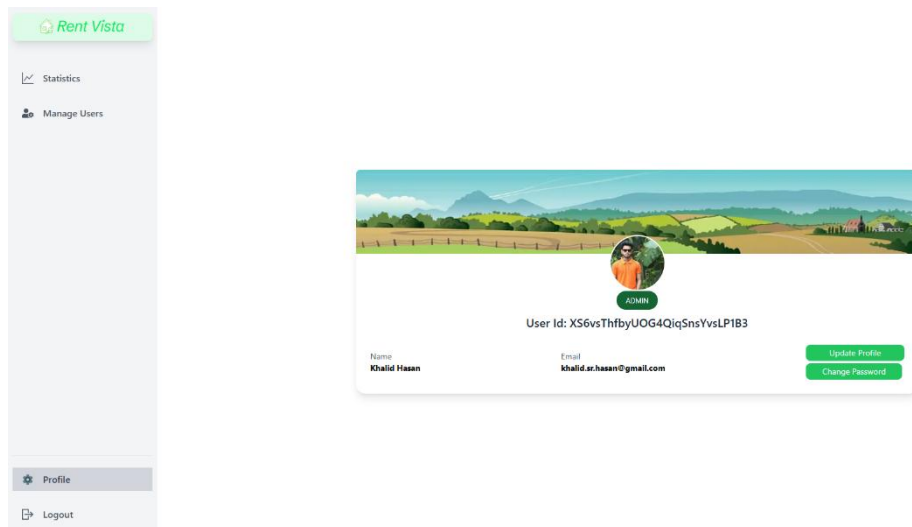 Rent Vista
Statistics
Manage Users
ADMIN
User Id: XS6vsThfbyUOG4QiqSnsYvsLP1B3
Name
Khalid Hasan
Email
khalid.sr.hasan@gmail.com
Update Profile
Change Password
Profile
Logout